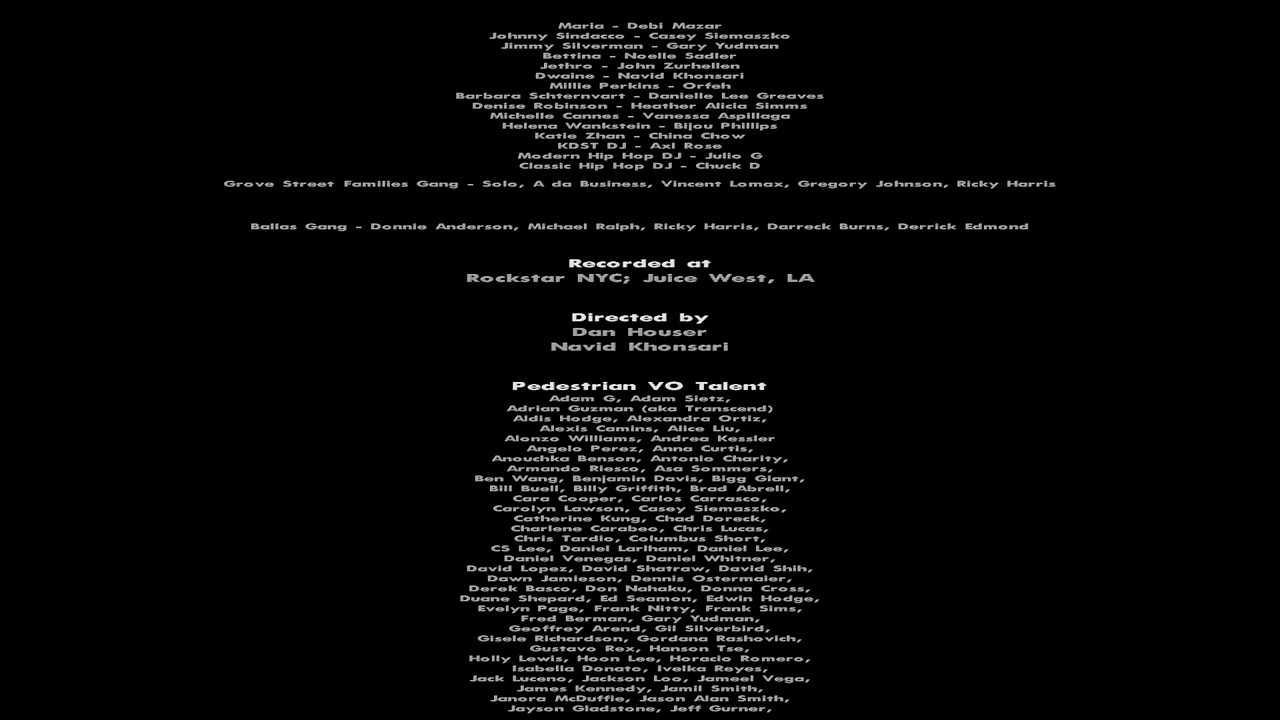 Maria - Debi Mazar
Johnny Sindacco - Casey Siemaszko
Jimmy Silverman - Gary Yudman
Bettina - Noelle Sadler
Jethro - John Zurhellen
Dwaine - Navid Khonsari
Millie Perkins - Orfeh
Barbara Schternvart - Danielle Lee Greaves
Denise Robinson - Heather Alicia Simms
Michelle Cannes - Vanessa Aspillaga
Helena Wankstein - Bijou Phillips
Katie Zhan - China Chow
KDST DJ - Axl Rose
Modern Hip Hop DJ - Julio G
Classic Hip Hop DJ - Chuck D
Grove Street Families Gang - Solo, A da Business, Vincent Lomax, Gregory Johnson, Ricky Harris
Ballas Gang - Donnie Anderson, Michael Ralph, Ricky Harris, Darreck Burns, Derrick Edmond
Recorded at
Rockstar NYC; Juice West, LA
Directed by
Dan Houser
Navid Khonsari
Pedestrian VO Talent
Adam G, Adam Sietz,
Adrian Guzman (aka Transcend)
Aldis Hodge, Alexandra Ortiz,
Alexis Camins, Alice Liu,
Alonzo Williams, Andrea Kessler
Angelo Perez, Anna Curtis,
Anouchka Benson, Antonio Charity,
Armando Riesco, Asa Sommers,
Ben Wang, Benjamin Davis, Bigg Giant,
Bill Buell, Billy Griffith, Brad Abrell,
Cara Cooper, Carlos Carrasco,
Carolyn Lawson, Casey Siemaszko,
Catherine Kung, Chad Doreck,
Charlene Carabeo, Chris Lucas,
Chris Tardio, Columbus Short,
CS Lee, Daniel Larlham, Daniel Lee,
Daniel Venegas, Daniel Whitner,
David Lopez, David Shatraw, David Shih,
Dawn Jamieson, Dennis Ostermaier,
Derek Basco, Don Nahaku, Donna Cross,
Duane Shepard, Ed Seamon, Edwin Hodge,
Evelyn Page, Frank Nitty, Frank Sims,
Fred Berman, Gary Yudman,
Geoffrey Arend, Gil Silverbird,
Gisele Richardson, Gordana Rashovich,
Gustavo Rex, Hanson Tse,
Holly Lewis, Hoon Lee, Horacio Romero,
Isabella Donato, Ivelka Reyes,
Jack Luceno, Jackson Loo, Jameel Vega,
James Kennedy, Jamil Smith,
Janora McDuffie, Jason Alan Smith,
Jayson Gladstone, Jeff Gurner,